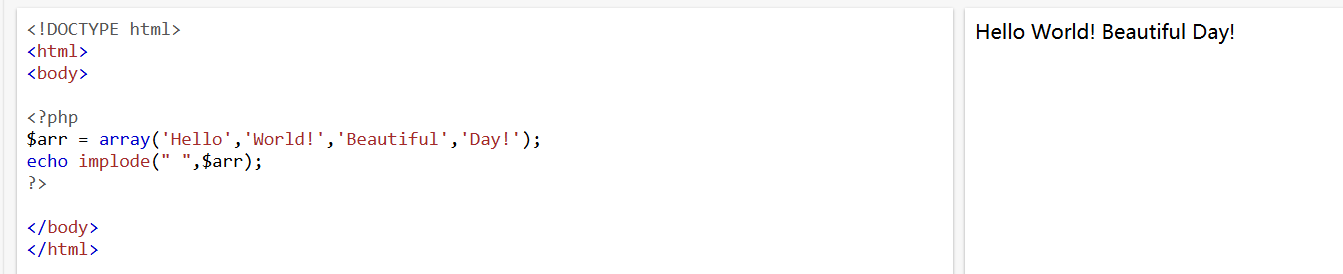 <!DOCTYPE html>
<html>
<body>
<?php
$arr = array('Hello','World!','Beautiful','Day!');
echo implode(" ",$arr);
?>
</body>
</html>
Hello World! Beautiful Day!